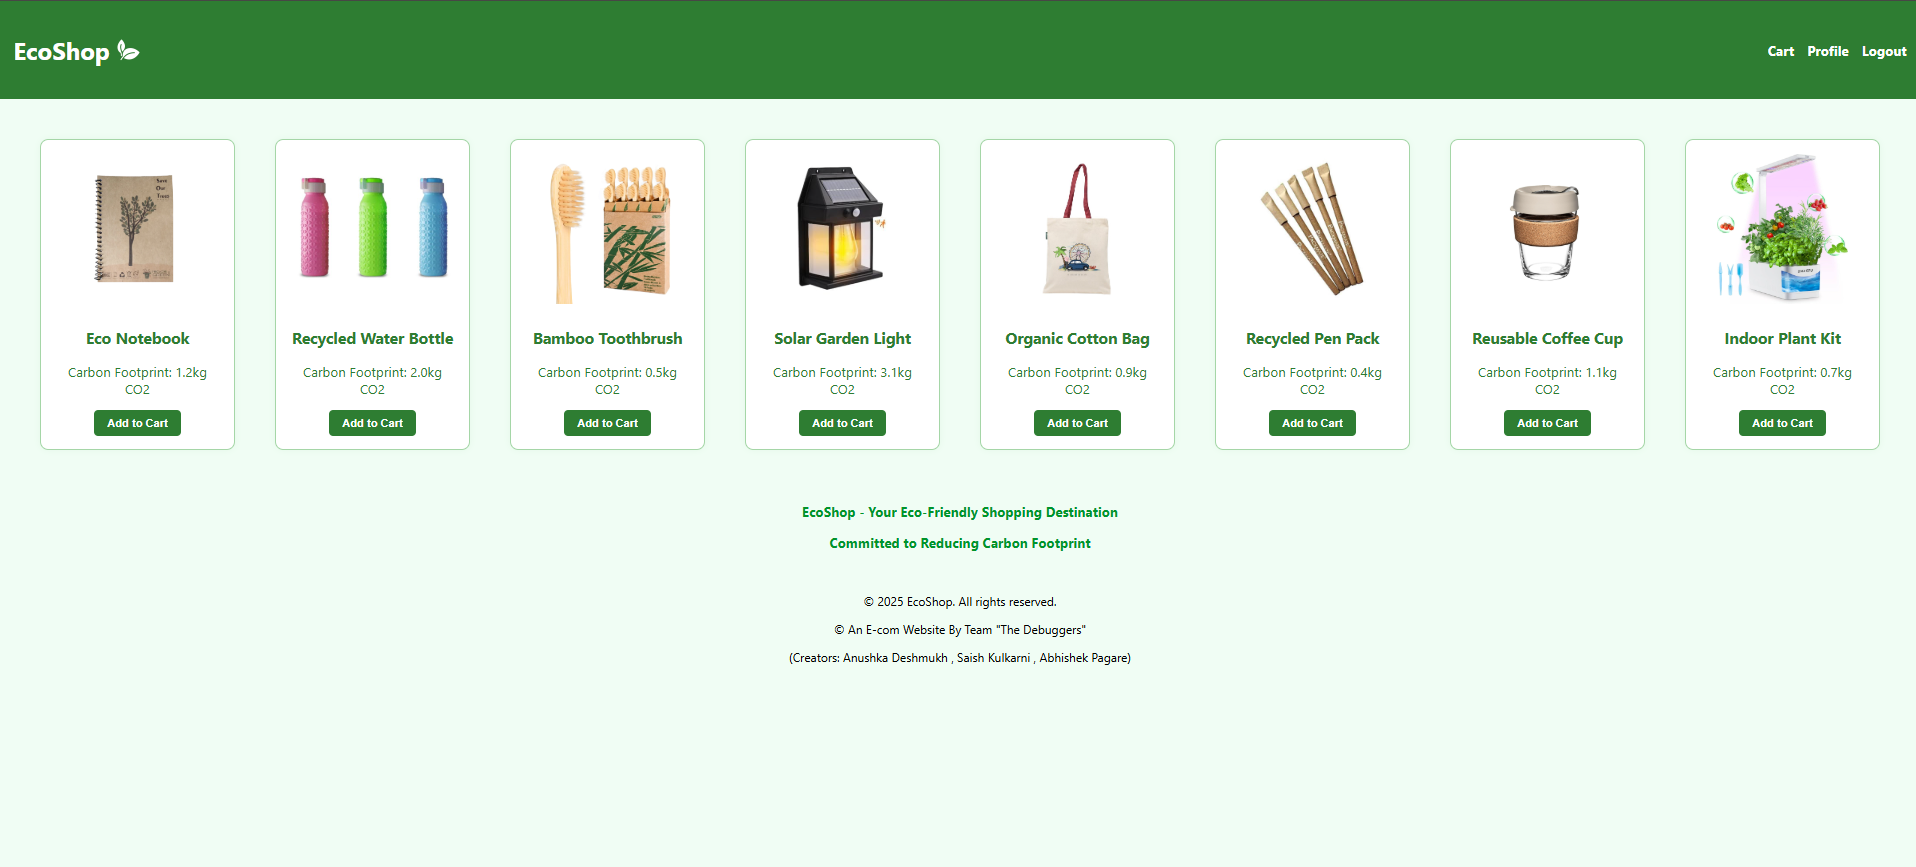 EcoShop
Cart Profile Logout
Save
Our
Trees
Eco Notebook
Carbon Footprint: 1.2kg
CO2
Add to Cart
Recycled Water Bottle
Carbon Footprint: 2.0kg
CO2
Add to Cart
Bamboo Toothbrush
Carbon Footprint: 0.5kg
CO2
Add to Cart
Solar Garden Light
Carbon Footprint: 3.1kg
CO2
Add to Cart
Organic Cotton Bag
Carbon Footprint: 0.9kg
CO2
Add to Cart
Recycled Pen Pack
Carbon Footprint: 0.4kg
CO2
Add to Cart
Reusable Coffee Cup
Carbon Footprint: 1.1kg
CO2
Add to Cart
Indoor Plant Kit
Carbon Footprint: 0.7kg
CO2
Add to Cart
EcoShop - Your Eco-Friendly Shopping Destination
Committed to Reducing Carbon Footprint
© 2025 EcoShop. All rights reserved.
© An E-com Website By Team "The Debuggers"
(Creators: Anushka Deshmukh , Saish Kulkarni , Abhishek Pagare)